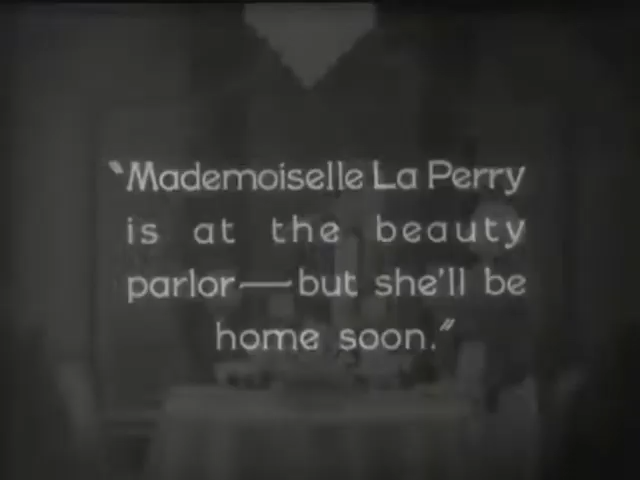 "Mademoiselle La Perry
is at the beauty
parlor—but she'll be
home soon."